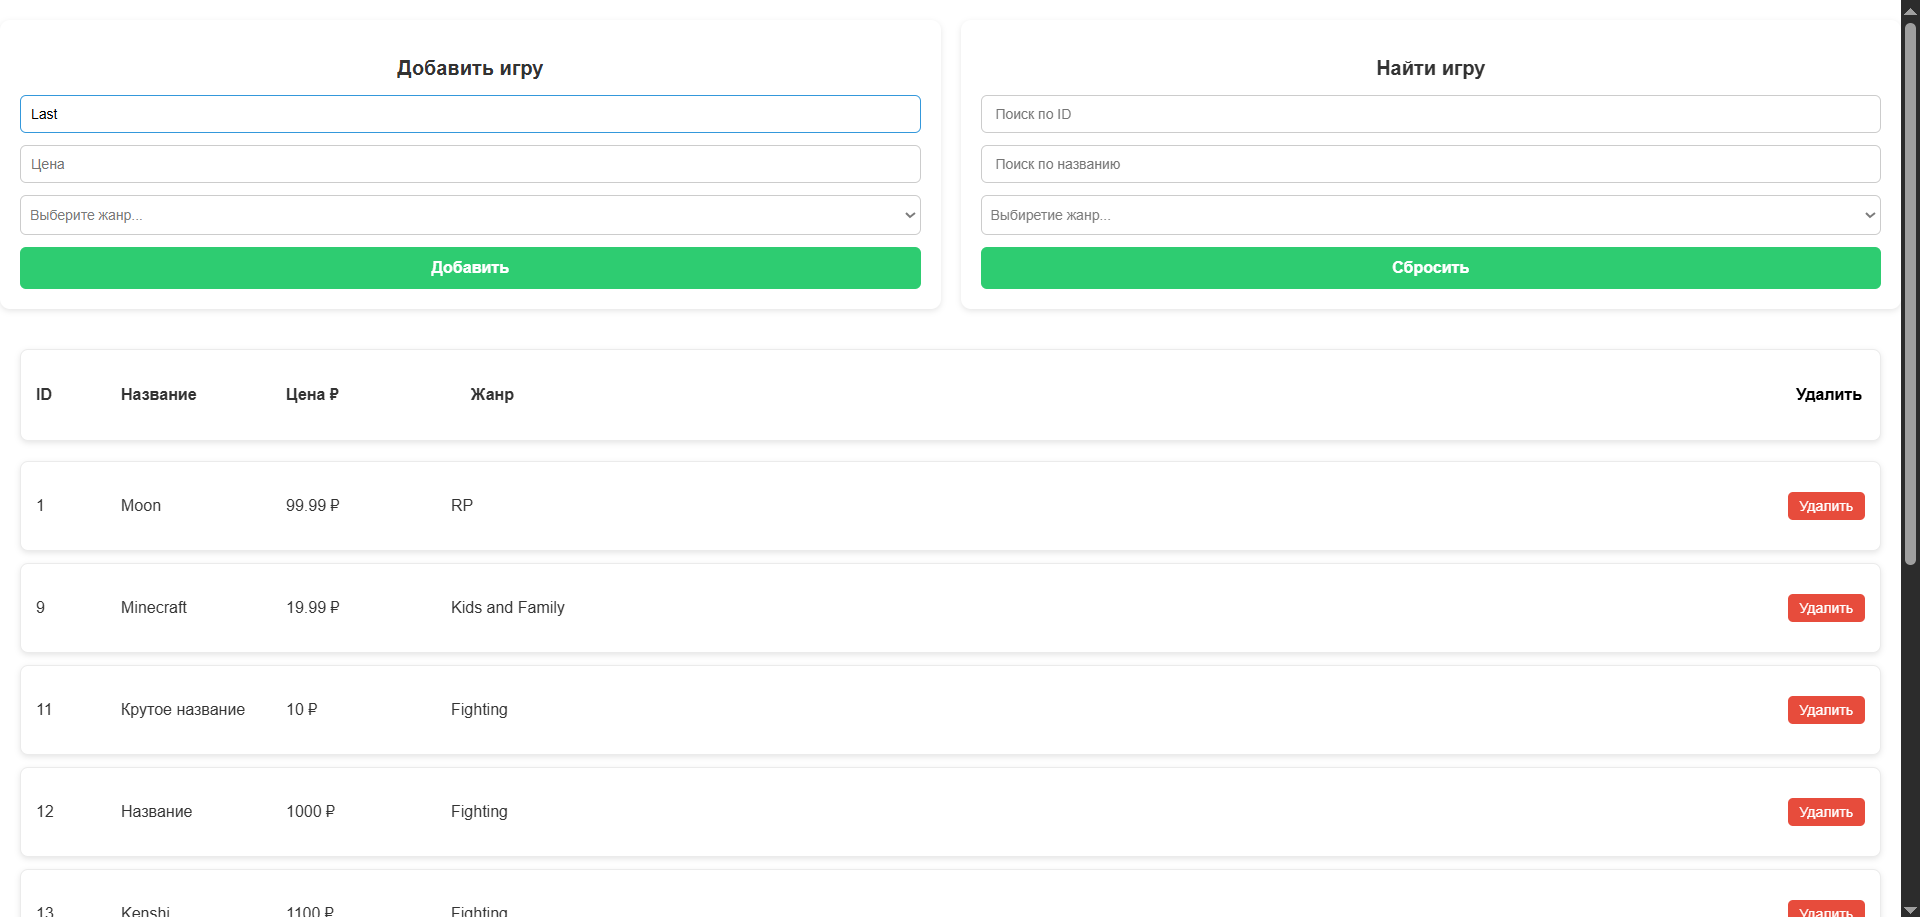 Добавить игру
Last
Цена
Выберите жанр...
Добавить
Найти игру
Поиск по ID
Поиск по названию
Выбиретие жанр...
Сбросить
ID Название Цена ₽ Жанр Удалить
1 Moon 99.99 ₽ RP Удалить
9 Minecraft 19.99 ₽ Kids and Family Удалить
11 Крутое название 10 ₽ Fighting Удалить
12 Название 1000 ₽ Fighting Удалить
13 Kenshi 1100 ₽ Fighting Удалить